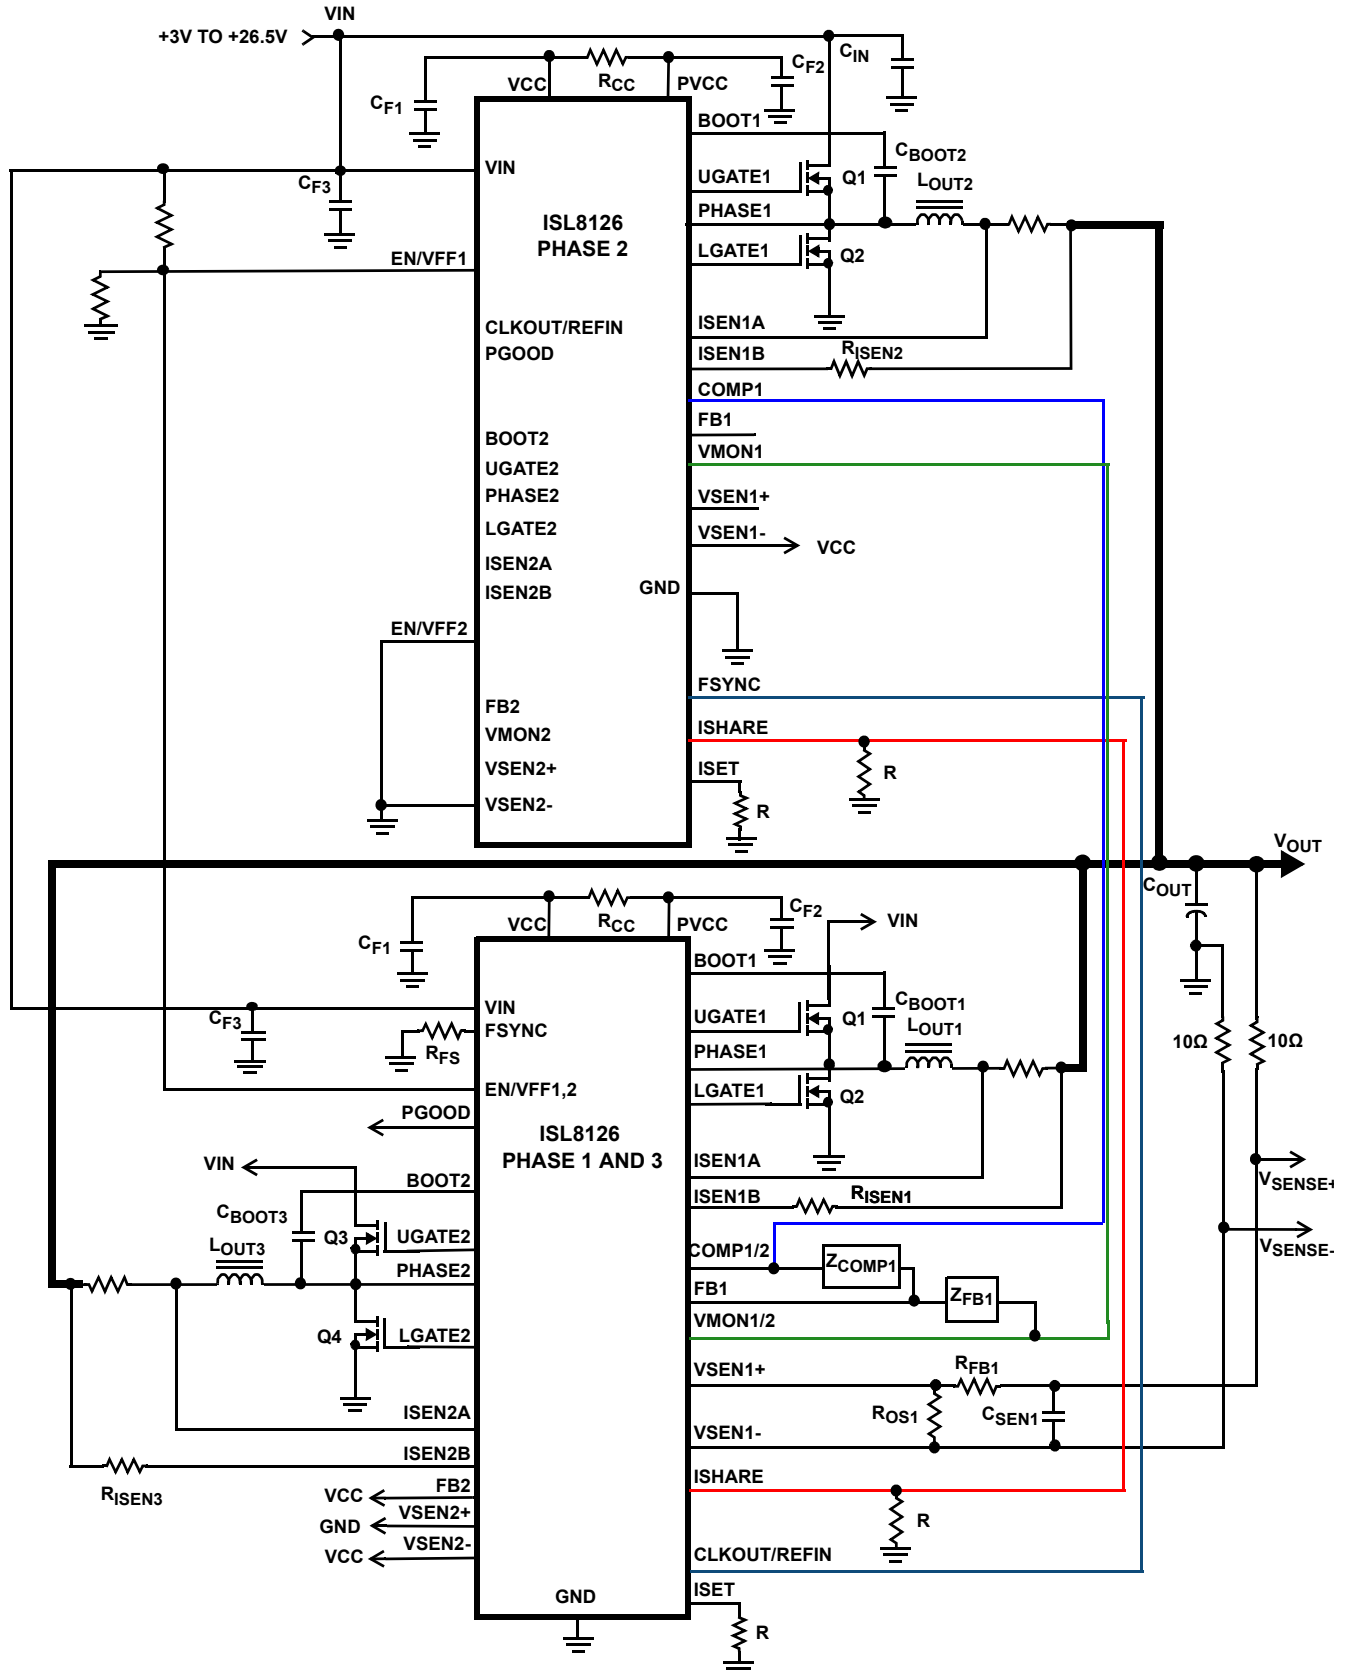 VIN
+3V TO +26.5V
CF1
VCC
RCC
PVCC
CF2
CIN
BOOT1
CBOOT2
LOUT2
VIN
CF3
UGATE1
Q1
PHASE1
ISL8126
PHASE 2
LGATE1
Q2
EN/VFF1
ISEN1A
CLKOUT/REFIN
PGOOD
ISEN1B
RISEN2
COMP1
FB1
BOOT2
VMON1
UGATE2
PHASE2
VSEN1+
LGATE2
VSEN1-
VCC
ISEN2A
ISEN2B
GND
EN/VFF2
FSYNC
FB2
VMON2
ISHARE
R
VSEN2+
ISET
R
VSEN2-
VOUT
COUT
CF1
VCC
RCC
PVCC
CF2
VIN
BOOT1
CBOOT1
LOUT1
VIN
CF3
FSYNC
RFS
UGATE1
Q1
PHASE1
10Ω
10Ω
EN/VFF1,2
LGATE1
Q2
PGOOD
ISL8126
PHASE 1 AND 3
VIN
ISEN1A
VSENSE+
BOOT2
ISEN1B
RISEN1
CBOOT3
Q3
UGATE2
LOUT3
COMP1/2
ZCOMP1
VSENSE-
PHASE2
FB1
ZFB1
VMON1/2
Q4
LGATE2
VSEN1+
RFB1
ISEN2A
ROS1
CSEN1
VSEN1-
ISEN2B
RISEN3
ISHARE
R
FB2
VCC
VSEN2+
GND
VSEN2-
VCC
CLKOUT/REFIN
GND
ISET
R